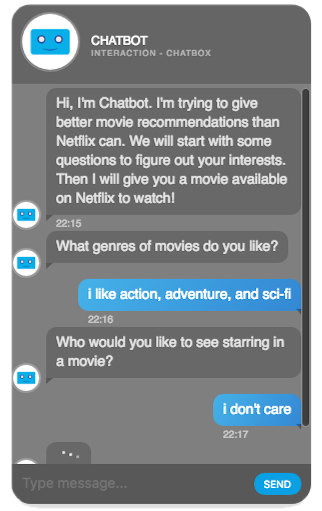 CHATBOT
INTERACTION - CHATBOX
Hi, I'm Chatbot. I'm trying to give
better movie recommendations than
Netflix can. We will start with some
questions to figure out your interests.
Then I will give you a movie available
on Netflix to watch!
22:15
What genres of movies do you like?
i like action, adventure, and sci-fi
22:16
Who would you like to see starring in
a movie?
i don't care
22:17
Type message...
SEND